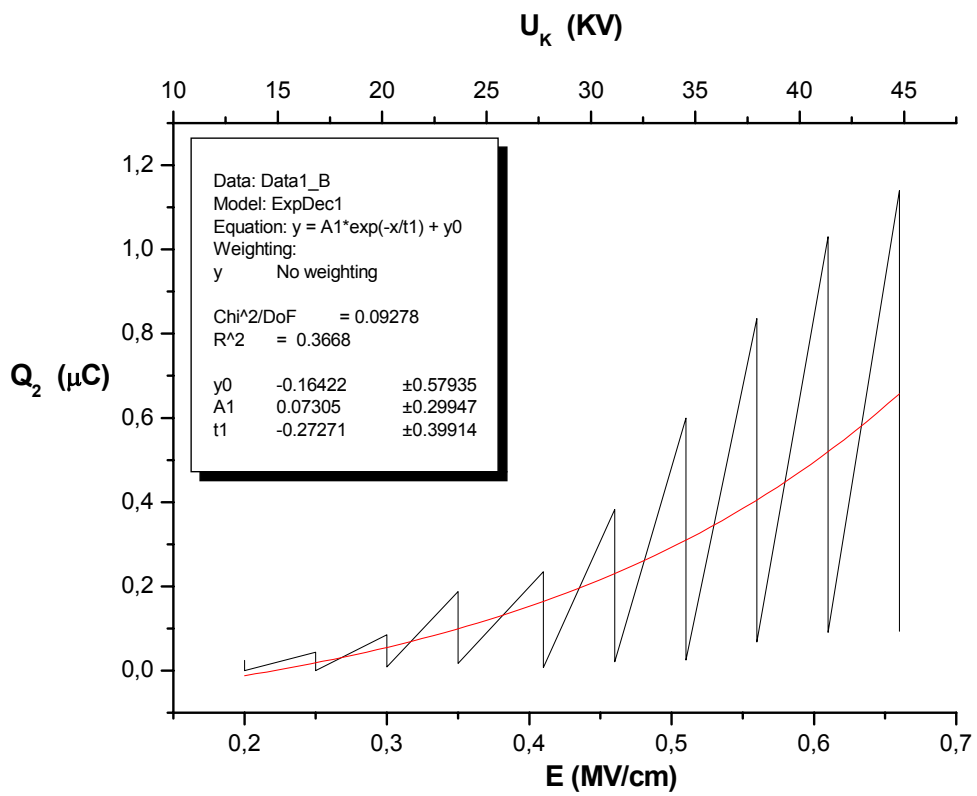 U_K (KV)
10 15 20 25 30 35 40 45
Data: Data1_B
Model: ExpDec1
Equation: y = A1*exp(-x/t1) + y0
Weighting:
y No weighting
Chi^2/DoF = 0.09278
R^2 = 0.3668
y0 -0.16422 ±0.57935
A1 0.07305 ±0.29947
t1 -0.27271 ±0.39914
1,2
1,0
0,8
Q_2 (μC)
0,6
0,4
0,2
0,0
0,2 0,3 0,4 0,5 0,6 0,7
E (MV/cm)